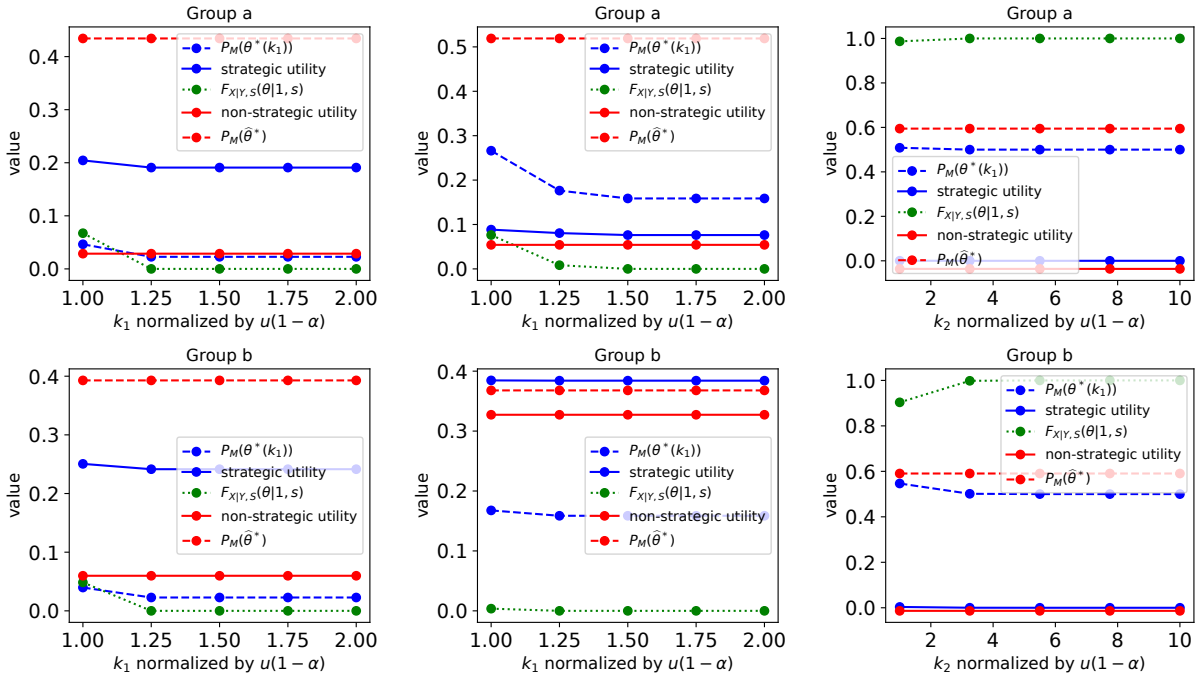 Group a
0.4
0.3
0.2
0.1
0.0
value
P_M(θ*(k₁))
strategic utility
F_{X|Y,S}(θ|1, s)
non-strategic utility
P_M(θ̂*)
1.00 1.25 1.50 1.75 2.00
k₁ normalized by u(1 − α)
Group a
0.5
0.4
0.3
0.2
0.1
0.0
value
P_M(θ*(k₁))
strategic utility
F_{X|Y,S}(θ|1, s)
non-strategic utility
P_M(θ̂*)
1.00 1.25 1.50 1.75 2.00
k₁ normalized by u(1 − α)
Group a
1.0
0.8
0.6
0.4
0.2
0.0
value
P_M(θ*(k₁))
strategic utility
F_{X|Y,S}(θ|1, s)
non-strategic utility
P_M(θ̂*)
2 4 6 8 10
k₂ normalized by u(1 − α)
Group b
0.4
0.3
0.2
0.1
0.0
value
P_M(θ*(k₁))
strategic utility
F_{X|Y,S}(θ|1, s)
non-strategic utility
P_M(θ̂*)
1.00 1.25 1.50 1.75 2.00
k₁ normalized by u(1 − α)
Group b
0.4
0.3
0.2
0.1
0.0
value
P_M(θ*(k₁))
strategic utility
F_{X|Y,S}(θ|1, s)
non-strategic utility
P_M(θ̂*)
1.00 1.25 1.50 1.75 2.00
k₁ normalized by u(1 − α)
Group b
1.0
0.8
0.6
0.4
0.2
0.0
value
P_M(θ*(k₁))
strategic utility
F_{X|Y,S}(θ|1, s)
non-strategic utility
P_M(θ̂*)
2 4 6 8 10
k₂ normalized by u(1 − α)